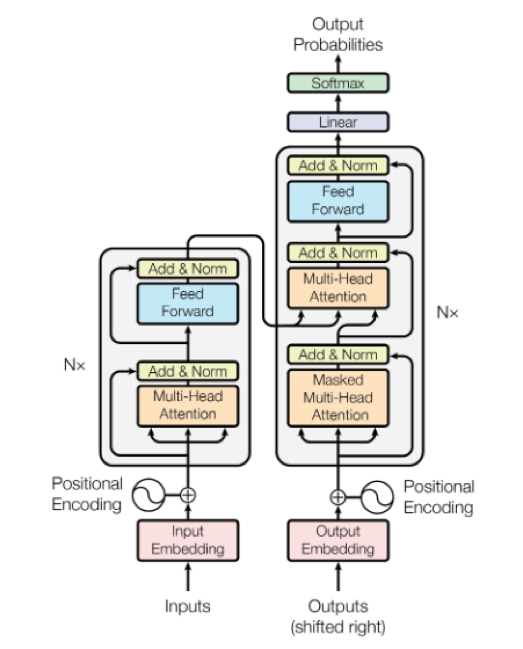 Output
Probabilities
Softmax
Linear
Add & Norm
Feed
Forward
Add & Norm
Multi-Head
Attention
Add & Norm
Masked
Multi-Head
Attention
Nx
Add & Norm
Feed
Forward
Add & Norm
Multi-Head
Attention
Nx
Positional
Encoding
Positional
Encoding
Input
Embedding
Output
Embedding
Inputs
Outputs
(shifted right)